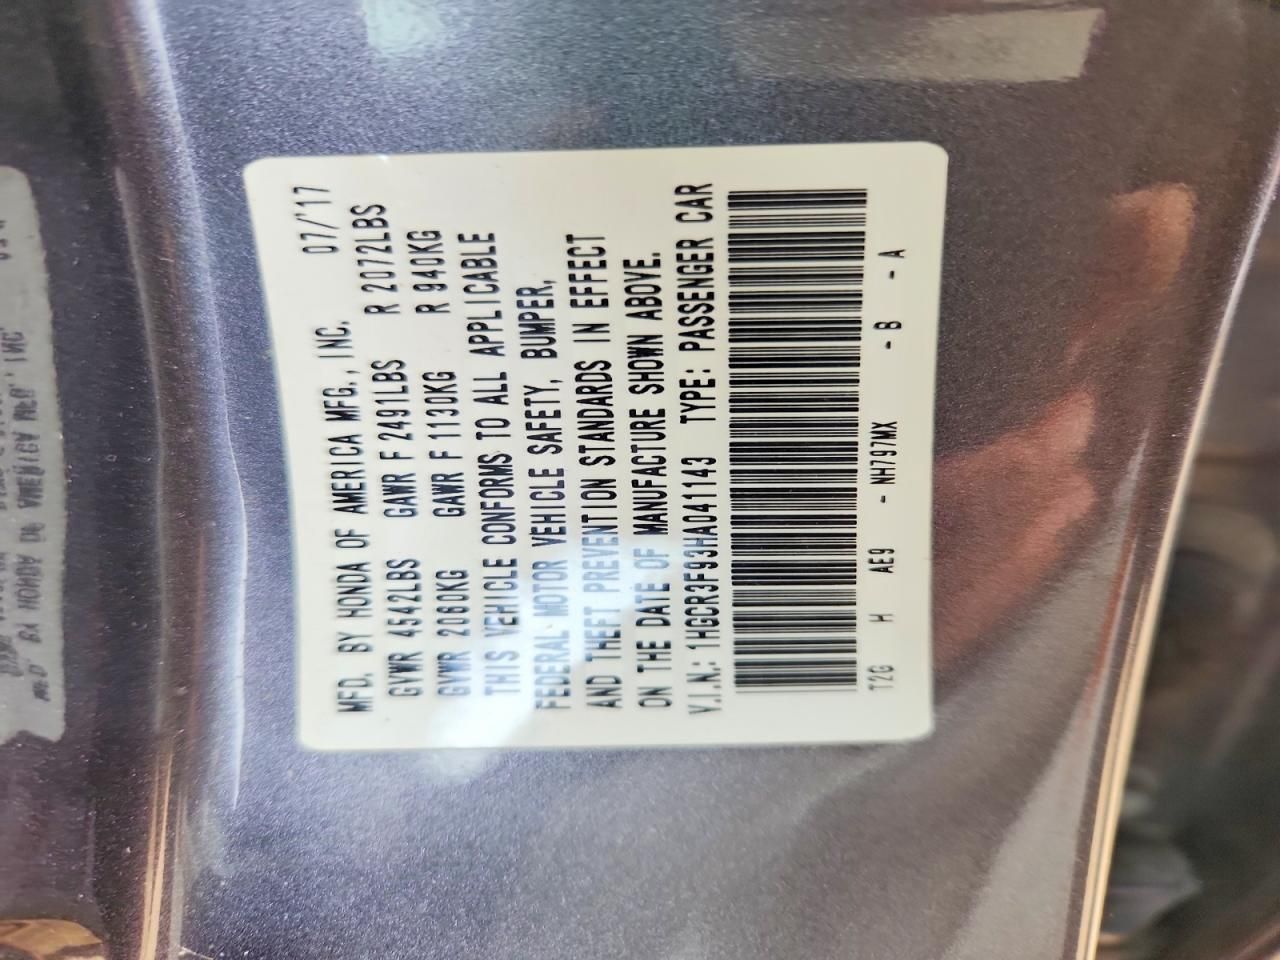 MFD. BY HONDA OF AMERICA MFG., INC. 07/'17
GVWR 4542LBS GAWR F 2491LBS R 2072LBS
GVWR 2060KG GAWR F 1130KG R 940KG
THIS VEHICLE CONFORMS TO ALL APPLICABLE
FEDERAL MOTOR VEHICLE SAFETY, BUMPER,
AND THEFT PREVENTION STANDARDS IN EFFECT
ON THE DATE OF MANUFACTURE SHOWN ABOVE.
V.I.N.: 1HGCR3F93HA041143 TYPE: PASSENGER CAR
T2G H AE9 - NH797MX - B - A